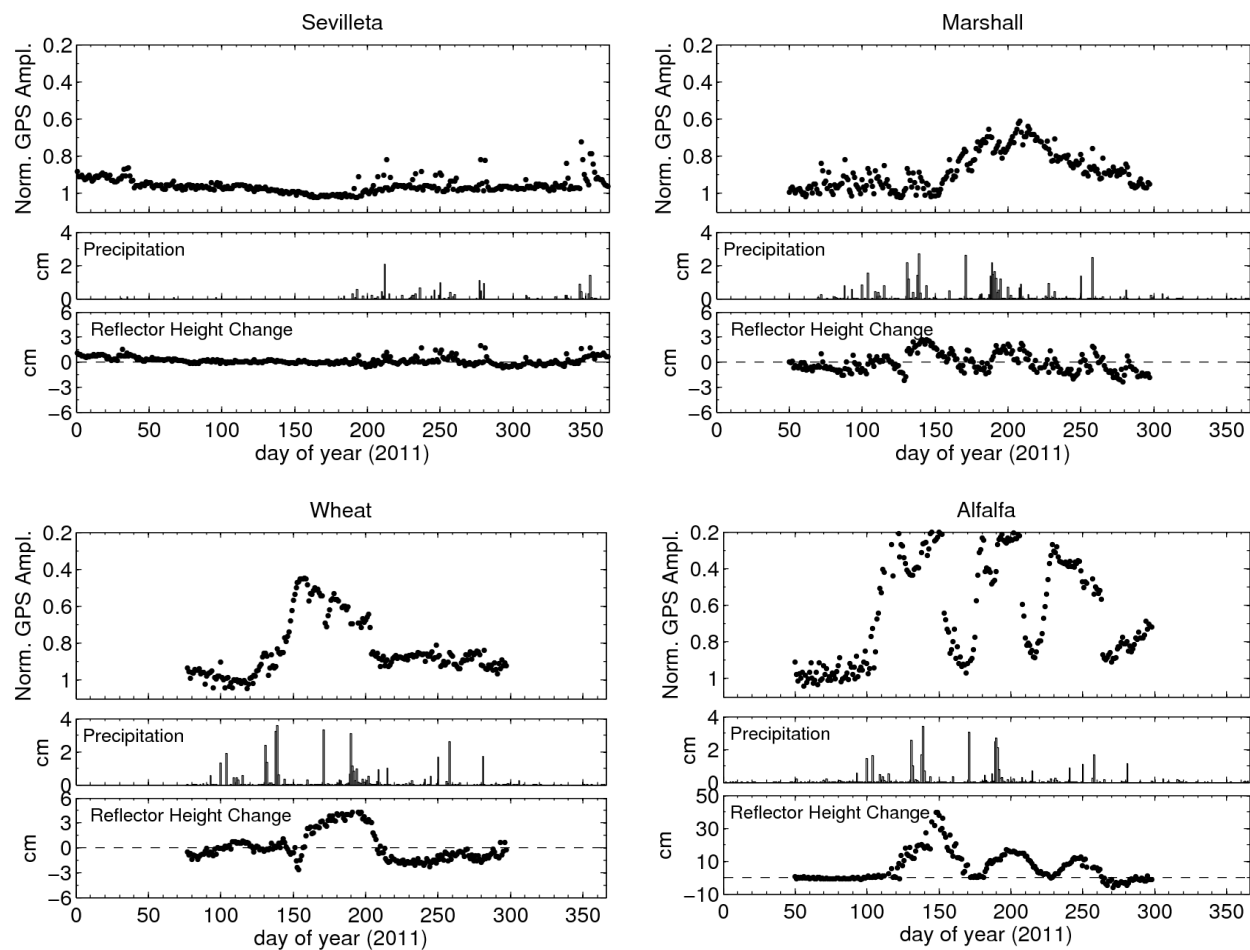 Sevilleta
Norm. GPS Ampl.
0.2
0.4
0.6
0.8
1
Precipitation
cm
4
2
0
Reflector Height Change
cm
6
3
0
−3
−6
0 50 100 150 200 250 300 350
day of year (2011)
Marshall
Norm. GPS Ampl.
0.2
0.4
0.6
0.8
1
Precipitation
cm
4
2
0
Reflector Height Change
cm
6
3
0
−3
−6
0 50 100 150 200 250 300 350
day of year (2011)
Wheat
Norm. GPS Ampl.
0.2
0.4
0.6
0.8
1
Precipitation
cm
4
2
0
Reflector Height Change
cm
6
3
0
−3
−6
0 50 100 150 200 250 300 350
day of year (2011)
Alfalfa
Norm. GPS Ampl.
0.2
0.4
0.6
0.8
1
Precipitation
cm
4
2
0
Reflector Height Change
cm
50
30
10
−10
0 50 100 150 200 250 300 350
day of year (2011)